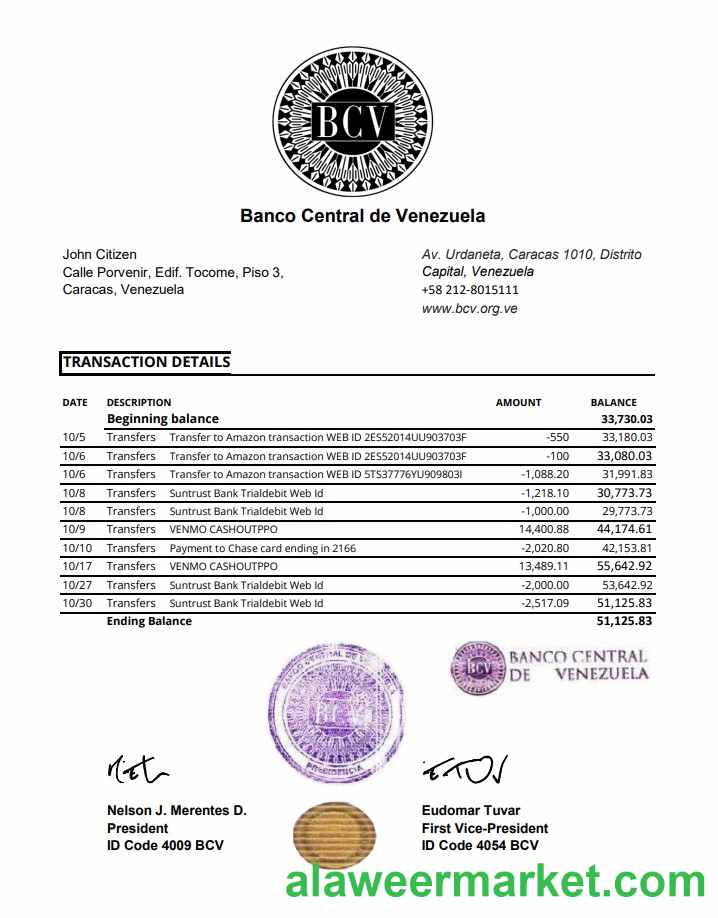 BCV
Banco Central de Venezuela
John Citizen
Calle Porvenir, Edif. Tocome, Piso 3,
Caracas, Venezuela
Av. Urdaneta, Caracas 1010, Distrito
Capital, Venezuela
+58 212-8015111
www.bcv.org.ve
TRANSACTION DETAILS
DATE DESCRIPTION AMOUNT BALANCE
Beginning balance 33,730.03
10/5 Transfers Transfer to Amazon transaction WEB ID 2ES52014UU903703F -550 33,180.03
10/6 Transfers Transfer to Amazon transaction WEB ID 2ES52014UU903703F -100 33,080.03
10/6 Transfers Transfer to Amazon transaction WEB ID 5TS37776YU909803I -1,088.20 31,991.83
10/8 Transfers Suntrust Bank Trialdebit Web Id -1,218.10 30,773.73
10/8 Transfers Suntrust Bank Trialdebit Web Id -1,000.00 29,773.73
10/9 Transfers VENMO CASHOUTPPO 14,400.88 44,174.61
10/10 Transfers Payment to Chase card ending in 2166 -2,020.80 42,153.81
10/17 Transfers VENMO CASHOUTPPO 13,489.11 55,642.92
10/27 Transfers Suntrust Bank Trialdebit Web Id -2,000.00 53,642.92
10/30 Transfers Suntrust Bank Trialdebit Web Id -2,517.09 51,125.83
Ending Balance 51,125.83
BANCO CENTRAL DE VENEZUELA
BCV
PRESIDENCIA
BCV
BANCO CENTRAL
DE VENEZUELA
Nelson J. Merentes D.
President
ID Code 4009 BCV
Eudomar Tuvar
First Vice-President
ID Code 4054 BCV
alaweermarket.com